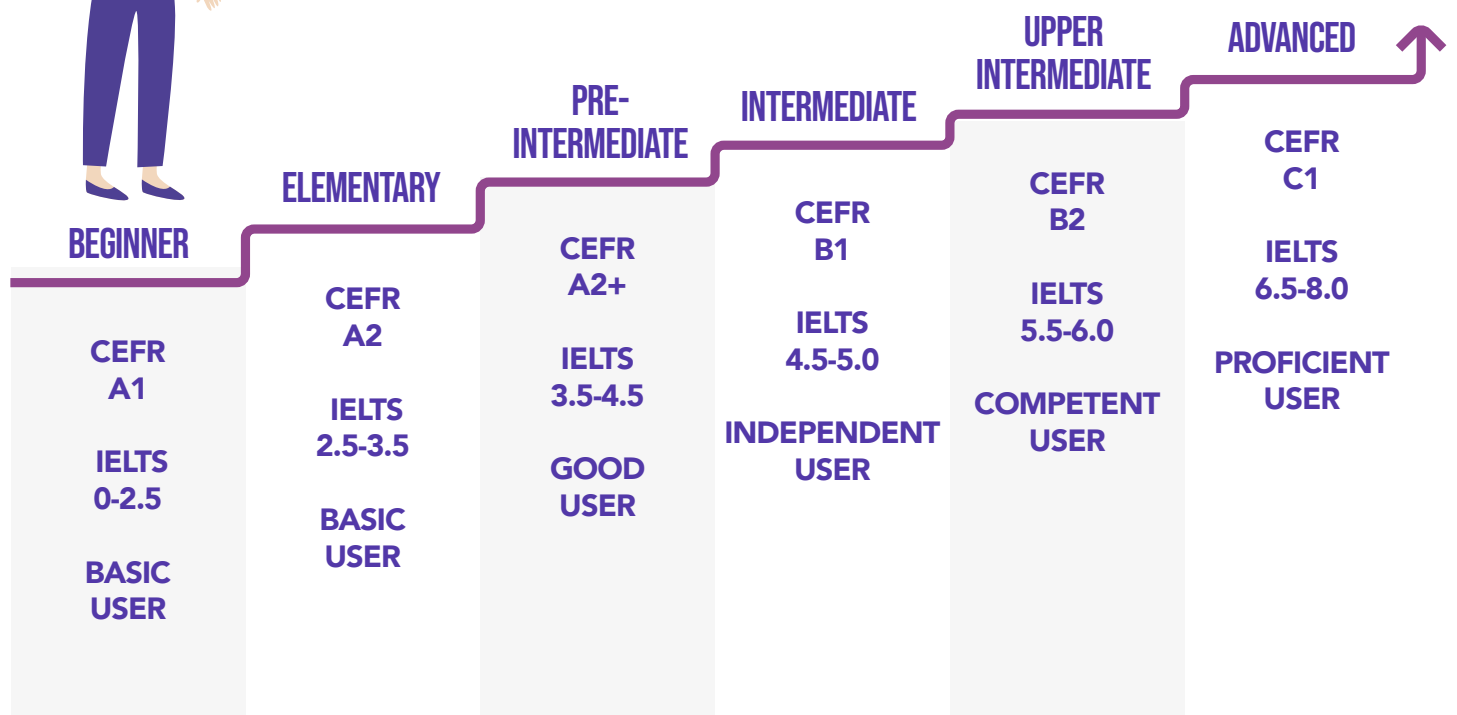 BEGINNER
CEFR
A1
IELTS
0-2.5
BASIC
USER
ELEMENTARY
CEFR
A2
IELTS
2.5-3.5
BASIC
USER
PRE-
INTERMEDIATE
CEFR
A2+
IELTS
3.5-4.5
GOOD
USER
INTERMEDIATE
CEFR
B1
IELTS
4.5-5.0
INDEPENDENT
USER
UPPER
INTERMEDIATE
CEFR
B2
IELTS
5.5-6.0
COMPETENT
USER
ADVANCED
CEFR
C1
IELTS
6.5-8.0
PROFICIENT
USER